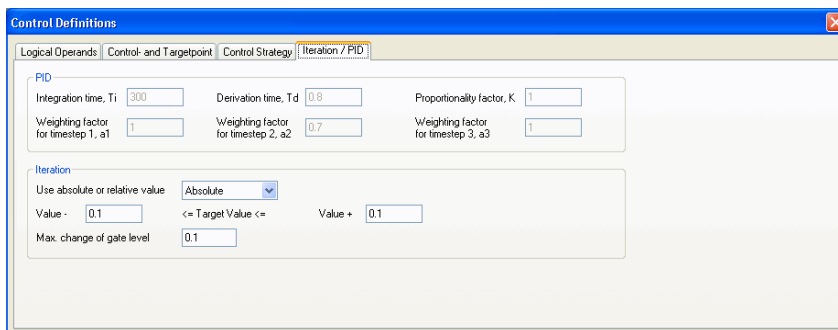 Control Definitions
Logical Operands Control- and Targetpoint Control Strategy Iteration / PID
PID
Integration time, Ti 300 Derivation time, Td 0.8 Proportionality factor, K 1
Weighting factor for timestep 1, a1 1 Weighting factor for timestep 2, a2 0.7 Weighting factor for timestep 3, a3 1
Iteration
Use absolute or relative value Absolute
Value - 0.1 <= Target Value <= Value + 0.1
Max. change of gate level 0.1